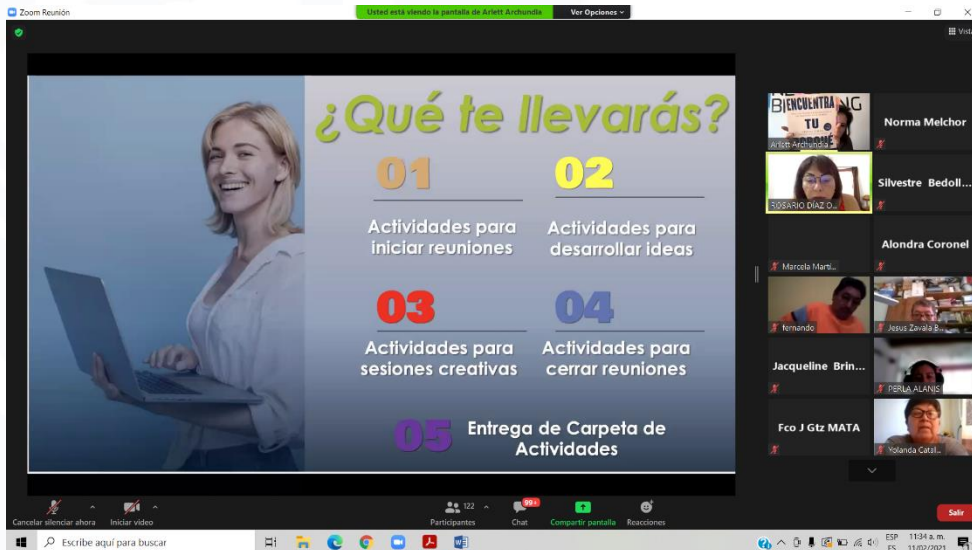 Zoom Reunión
Usted está viendo la pantalla de Arlett Archundia
Ver Opciones
Vista
¿Qué te llevarás?
01
Actividades para
iniciar reuniones
02
Actividades para
desarrollar ideas
03
Actividades para
sesiones creativas
04
Actividades para
cerrar reuniones
05
Entrega de Carpeta de
Actividades
BIENCUENTRA
TU
Arlett Archundia
Norma Melchor
ROSARIO DÍAZ O...
Silvestre Bedoll...
Marcela Marti...
Alondra Coronel
fernando
Jesus Zavala B...
Jacqueline Brin...
PERLA ALANIS
Fco J Gtz MATA
Yolanda Catal...
Cancelar silenciar ahora
Iniciar video
122
Participantes
99+
Chat
Compartir pantalla
Reacciones
Salir
Escribe aquí para buscar
ESP
ES
11:34 a. m.
11/02/2021